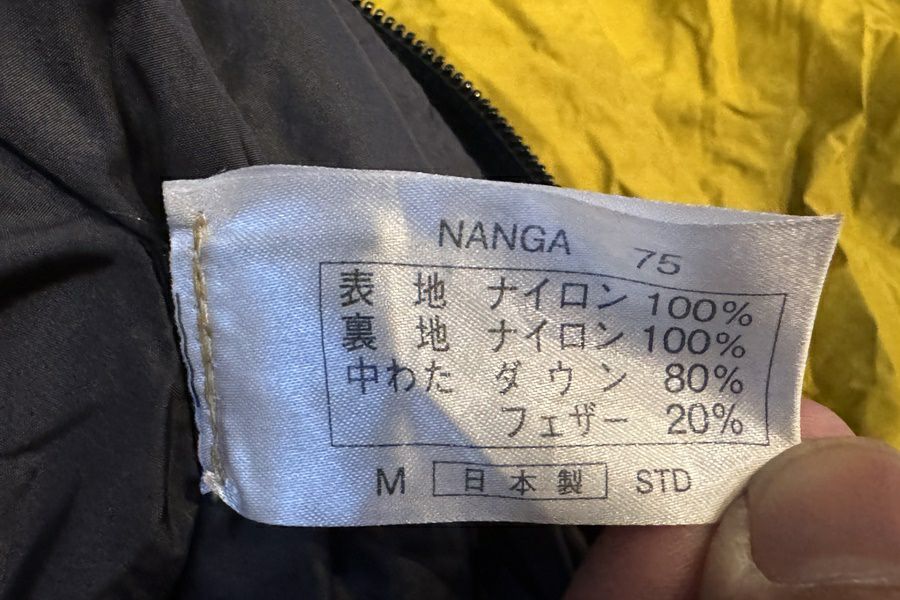 NANGA 75
表 地 ナイロン 100%
裏 地 ナイロン 100%
中わた ダ ウ ン 80%
フェザー 20%
M 日本製 STD